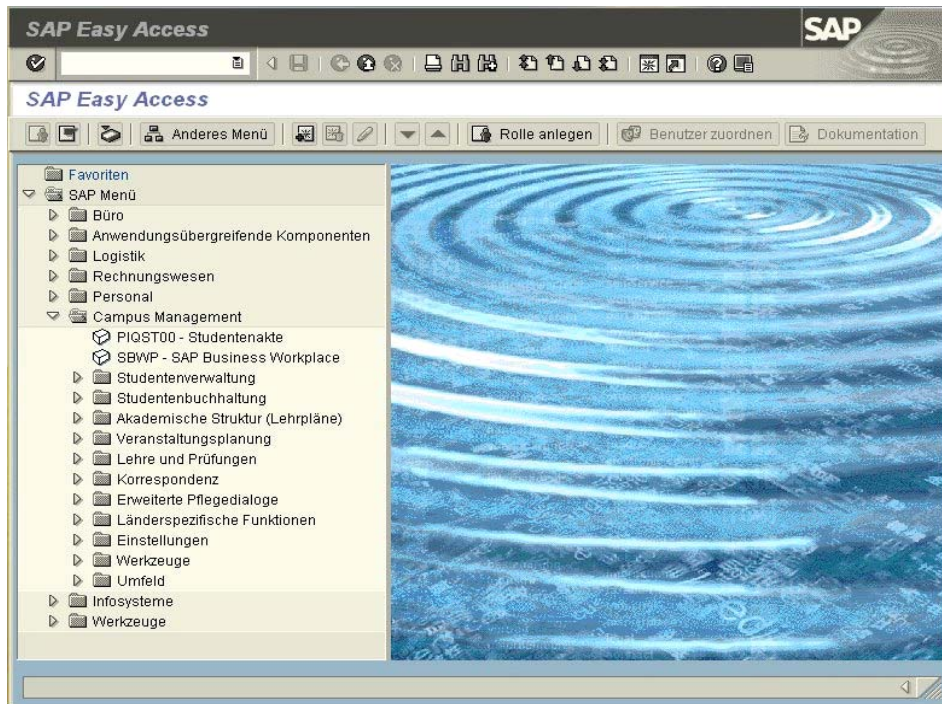 SAP Easy Access
SAP
SAP Easy Access
Anderes Menü Rolle anlegen Benutzer zuordnen Dokumentation
Favoriten
SAP Menü
Büro
Anwendungsübergreifende Komponenten
Logistik
Rechnungswesen
Personal
Campus Management
PIQST00 - Studentenakte
SBWP - SAP Business Workplace
Studentenverwaltung
Studentenbuchhaltung
Akademische Struktur (Lehrpläne)
Veranstaltungsplanung
Lehre und Prüfungen
Korrespondenz
Erweiterte Pflegedialoge
Länderspezifische Funktionen
Einstellungen
Werkzeuge
Umfeld
Infosysteme
Werkzeuge